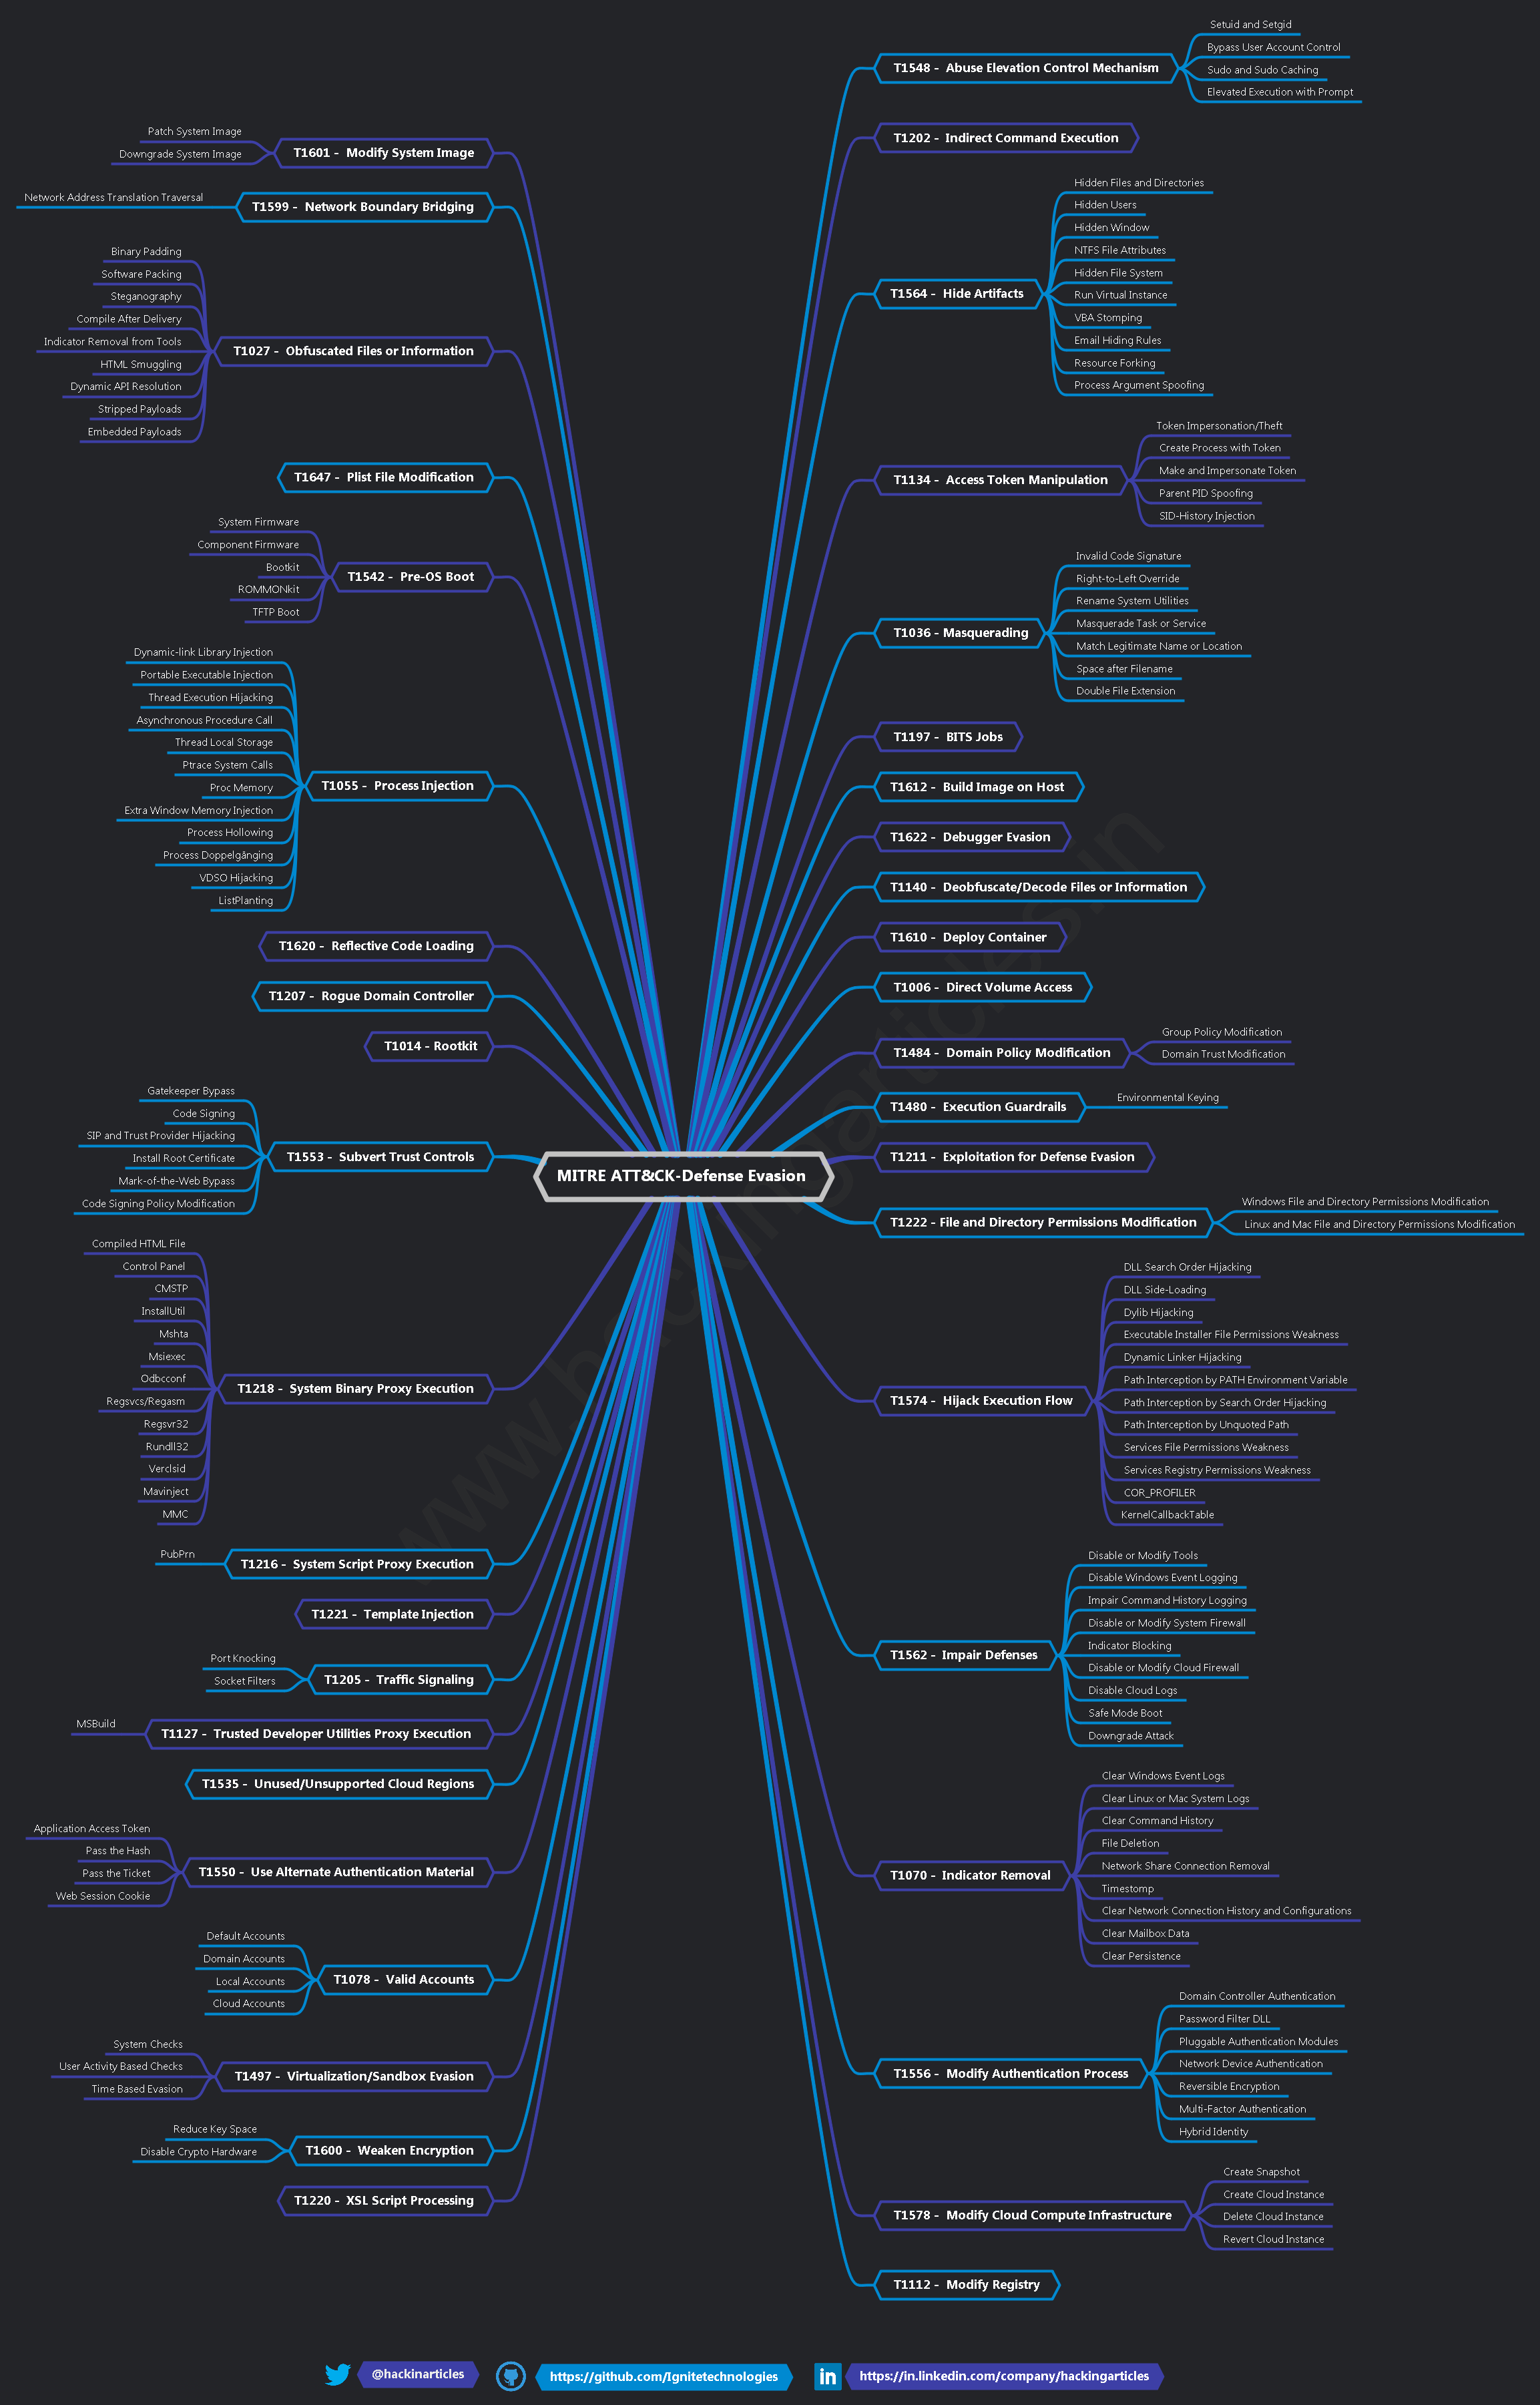 MITRE ATT&CK-Defense Evasion
T1548 - Abuse Elevation Control Mechanism
Setuid and Setgid
Bypass User Account Control
Sudo and Sudo Caching
Elevated Execution with Prompt
T1202 - Indirect Command Execution
T1564 - Hide Artifacts
Hidden Files and Directories
Hidden Users
Hidden Window
NTFS File Attributes
Hidden File System
Run Virtual Instance
VBA Stomping
Email Hiding Rules
Resource Forking
Process Argument Spoofing
T1134 - Access Token Manipulation
Token Impersonation/Theft
Create Process with Token
Make and Impersonate Token
Parent PID Spoofing
SID-History Injection
T1036 - Masquerading
Invalid Code Signature
Right-to-Left Override
Rename System Utilities
Masquerade Task or Service
Match Legitimate Name or Location
Space after Filename
Double File Extension
T1197 - BITS Jobs
T1612 - Build Image on Host
T1622 - Debugger Evasion
T1140 - Deobfuscate/Decode Files or Information
T1610 - Deploy Container
T1006 - Direct Volume Access
T1484 - Domain Policy Modification
Group Policy Modification
Domain Trust Modification
T1480 - Execution Guardrails
Environmental Keying
T1211 - Exploitation for Defense Evasion
T1222 - File and Directory Permissions Modification
Windows File and Directory Permissions Modification
Linux and Mac File and Directory Permissions Modification
T1574 - Hijack Execution Flow
DLL Search Order Hijacking
DLL Side-Loading
Dylib Hijacking
Executable Installer File Permissions Weakness
Dynamic Linker Hijacking
Path Interception by PATH Environment Variable
Path Interception by Search Order Hijacking
Path Interception by Unquoted Path
Services File Permissions Weakness
Services Registry Permissions Weakness
COR_PROFILER
KernelCallbackTable
T1562 - Impair Defenses
Disable or Modify Tools
Disable Windows Event Logging
Impair Command History Logging
Disable or Modify System Firewall
Indicator Blocking
Disable or Modify Cloud Firewall
Disable Cloud Logs
Safe Mode Boot
Downgrade Attack
T1070 - Indicator Removal
Clear Windows Event Logs
Clear Linux or Mac System Logs
Clear Command History
File Deletion
Network Share Connection Removal
Timestomp
Clear Network Connection History and Configurations
Clear Mailbox Data
Clear Persistence
T1556 - Modify Authentication Process
Domain Controller Authentication
Password Filter DLL
Pluggable Authentication Modules
Network Device Authentication
Reversible Encryption
Multi-Factor Authentication
Hybrid Identity
T1578 - Modify Cloud Compute Infrastructure
Create Snapshot
Create Cloud Instance
Delete Cloud Instance
Revert Cloud Instance
T1112 - Modify Registry
T1601 - Modify System Image
Patch System Image
Downgrade System Image
T1599 - Network Boundary Bridging
Network Address Translation Traversal
T1027 - Obfuscated Files or Information
Binary Padding
Software Packing
Steganography
Compile After Delivery
Indicator Removal from Tools
HTML Smuggling
Dynamic API Resolution
Stripped Payloads
Embedded Payloads
T1647 - Plist File Modification
T1542 - Pre-OS Boot
System Firmware
Component Firmware
Bootkit
ROMMONkit
TFTP Boot
T1055 - Process Injection
Dynamic-link Library Injection
Portable Executable Injection
Thread Execution Hijacking
Asynchronous Procedure Call
Thread Local Storage
Ptrace System Calls
Proc Memory
Extra Window Memory Injection
Process Hollowing
Process Doppelgänging
VDSO Hijacking
ListPlanting
T1620 - Reflective Code Loading
T1207 - Rogue Domain Controller
T1014 - Rootkit
T1553 - Subvert Trust Controls
Gatekeeper Bypass
Code Signing
SIP and Trust Provider Hijacking
Install Root Certificate
Mark-of-the-Web Bypass
Code Signing Policy Modification
T1218 - System Binary Proxy Execution
Compiled HTML File
Control Panel
CMSTP
InstallUtil
Mshta
Msiexec
Odbcconf
Regsvcs/Regasm
Regsvr32
Rundll32
Verclsid
Mavinject
MMC
T1216 - System Script Proxy Execution
PubPrn
T1221 - Template Injection
T1205 - Traffic Signaling
Port Knocking
Socket Filters
T1127 - Trusted Developer Utilities Proxy Execution
MSBuild
T1535 - Unused/Unsupported Cloud Regions
T1550 - Use Alternate Authentication Material
Application Access Token
Pass the Hash
Pass the Ticket
Web Session Cookie
T1078 - Valid Accounts
Default Accounts
Domain Accounts
Local Accounts
Cloud Accounts
T1497 - Virtualization/Sandbox Evasion
System Checks
User Activity Based Checks
Time Based Evasion
T1600 - Weaken Encryption
Reduce Key Space
Disable Crypto Hardware
T1220 - XSL Script Processing
www.hackingarticles.in
@hackinarticles
https://github.com/Ignitetechnologies
in
https://in.linkedin.com/company/hackingarticles